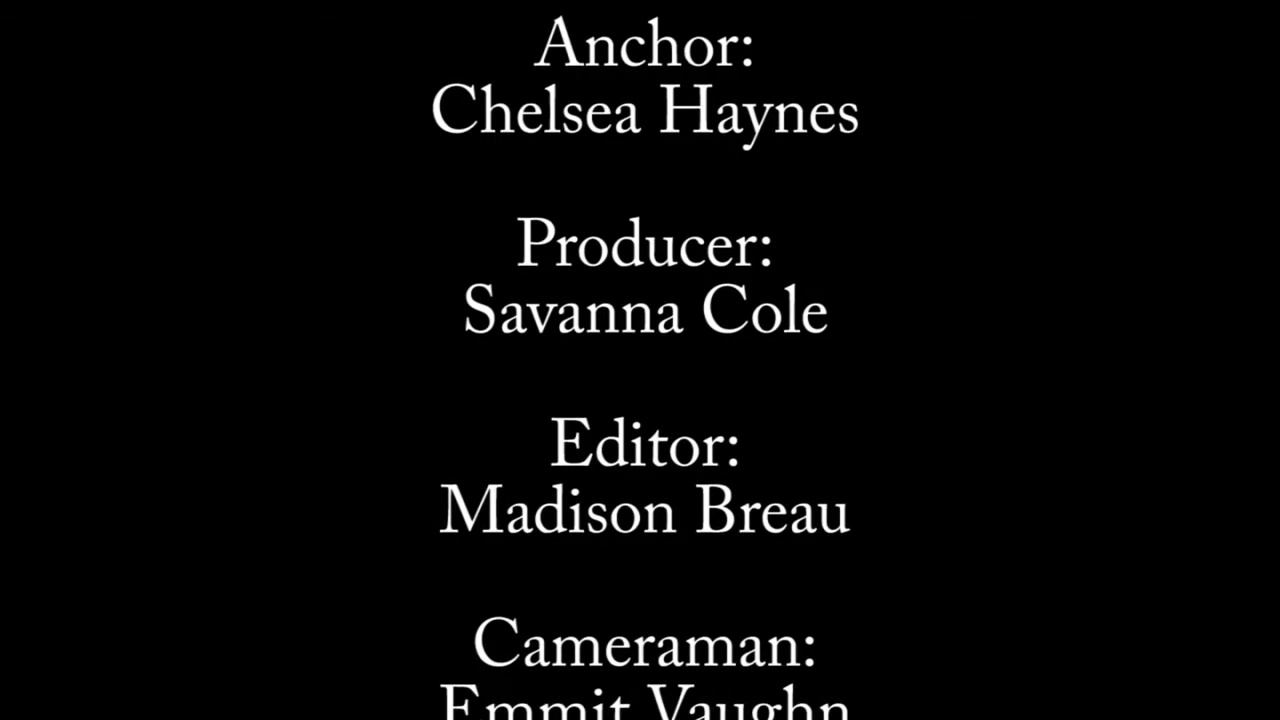 Anchor:
Chelsea Haynes
Producer:
Savanna Cole
Editor:
Madison Breau
Cameraman:
Emmit Vaughn